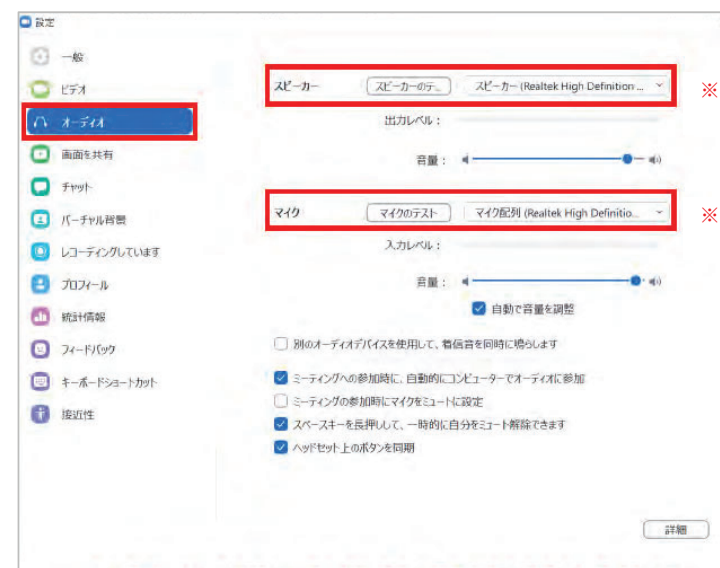 設定
一般
ビデオ
オーディオ
画面を共有
チャット
バーチャル背景
レコーディングしています
プロフィール
統計情報
フィードバック
キーボードショートカット
接近性
スピーカー スピーカーのテ... スピーカー (Realtek High Definition ... ※
出力レベル：
音量：
マイク マイクのテスト マイク配列 (Realtek High Definitio... ※
入力レベル：
音量：
自動で音量を調整
別のオーディオデバイスを使用して、着信音を同時に鳴らします
ミーティングへの参加時に、自動的にコンピューターでオーディオに参加
ミーティングの参加時にマイクをミュートに設定
スペースキーを長押しして、一時的に自分をミュート解除できます
ヘッドセット上のボタンを同期
詳細